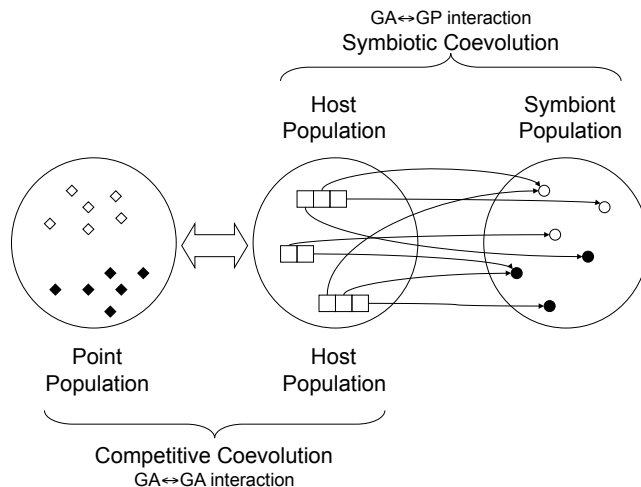 GA↔GP interaction
Symbiotic Coevolution
Host
Population
Symbiont
Population
Point
Population
Host
Population
Competitive Coevolution
GA↔GA interaction